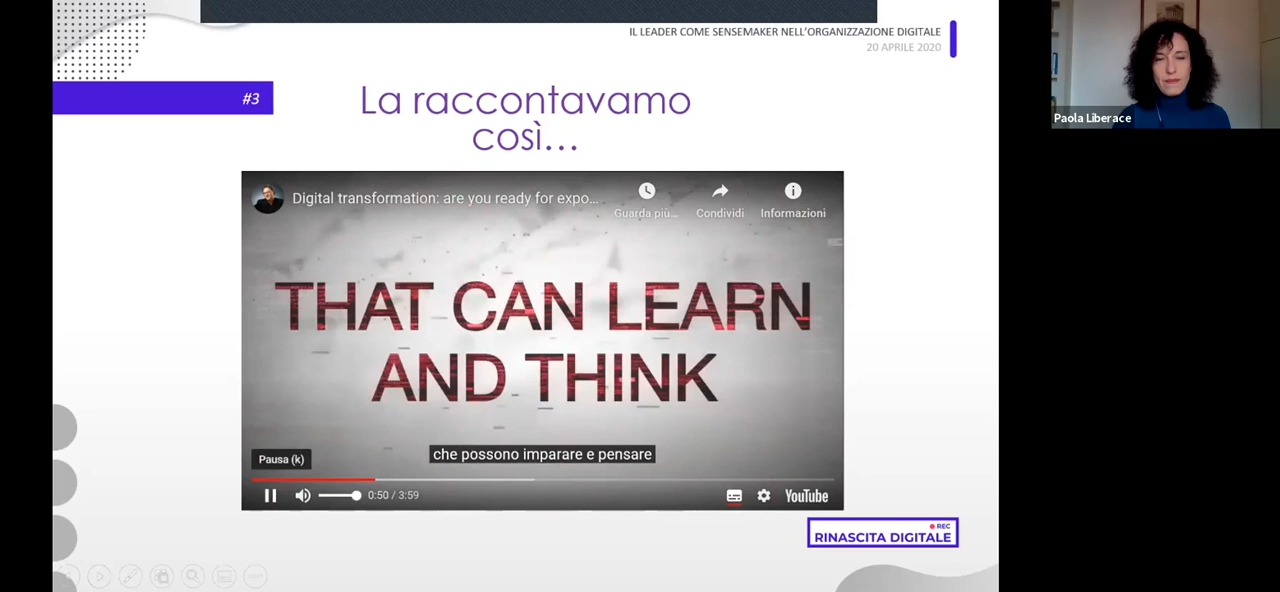 IL LEADER COME SENSEMAKER NELL'ORGANIZZAZIONE DIGITALE
20 APRILE 2020
#3
La raccontavamo
così...
Paola Liberace
Digital transformation: are you ready for expo...
Guarda più...
Condividi
Informazioni
THAT CAN LEARN
AND THINK
che possono imparare e pensare
Pausa (k)
0:50 / 3:59
YouTube
REC
RINASCITA DIGITALE